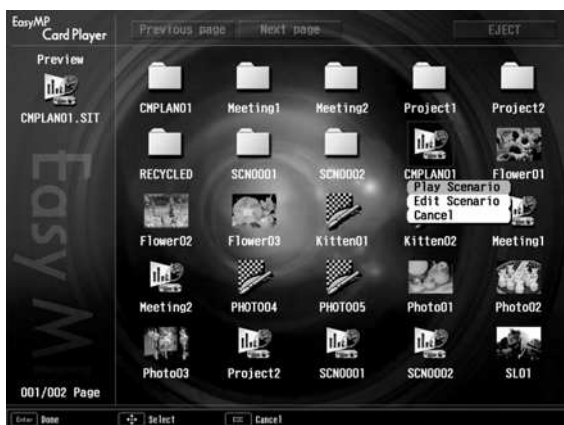 EasyMP
Card Player
Previous page
Next page
EJECT
Preview
CMPLAN01.SIT
CMPLAN01
Meeting1
Meeting2
Project1
Project2
RECYCLED
SCN0001
SCN0002
CMPLAN01
Flower01
Play Scenario
Edit Scenario
Cancel
Flower02
Flower03
Kitten01
Kitten02
Meeting1
Meeting2
PHOTO04
PHOTO05
Photo01
Photo02
Photo03
Project2
SCN0001
SCN0002
SL01
Easy M
001/002 Page
Enter Done
Select
ESC Cancel